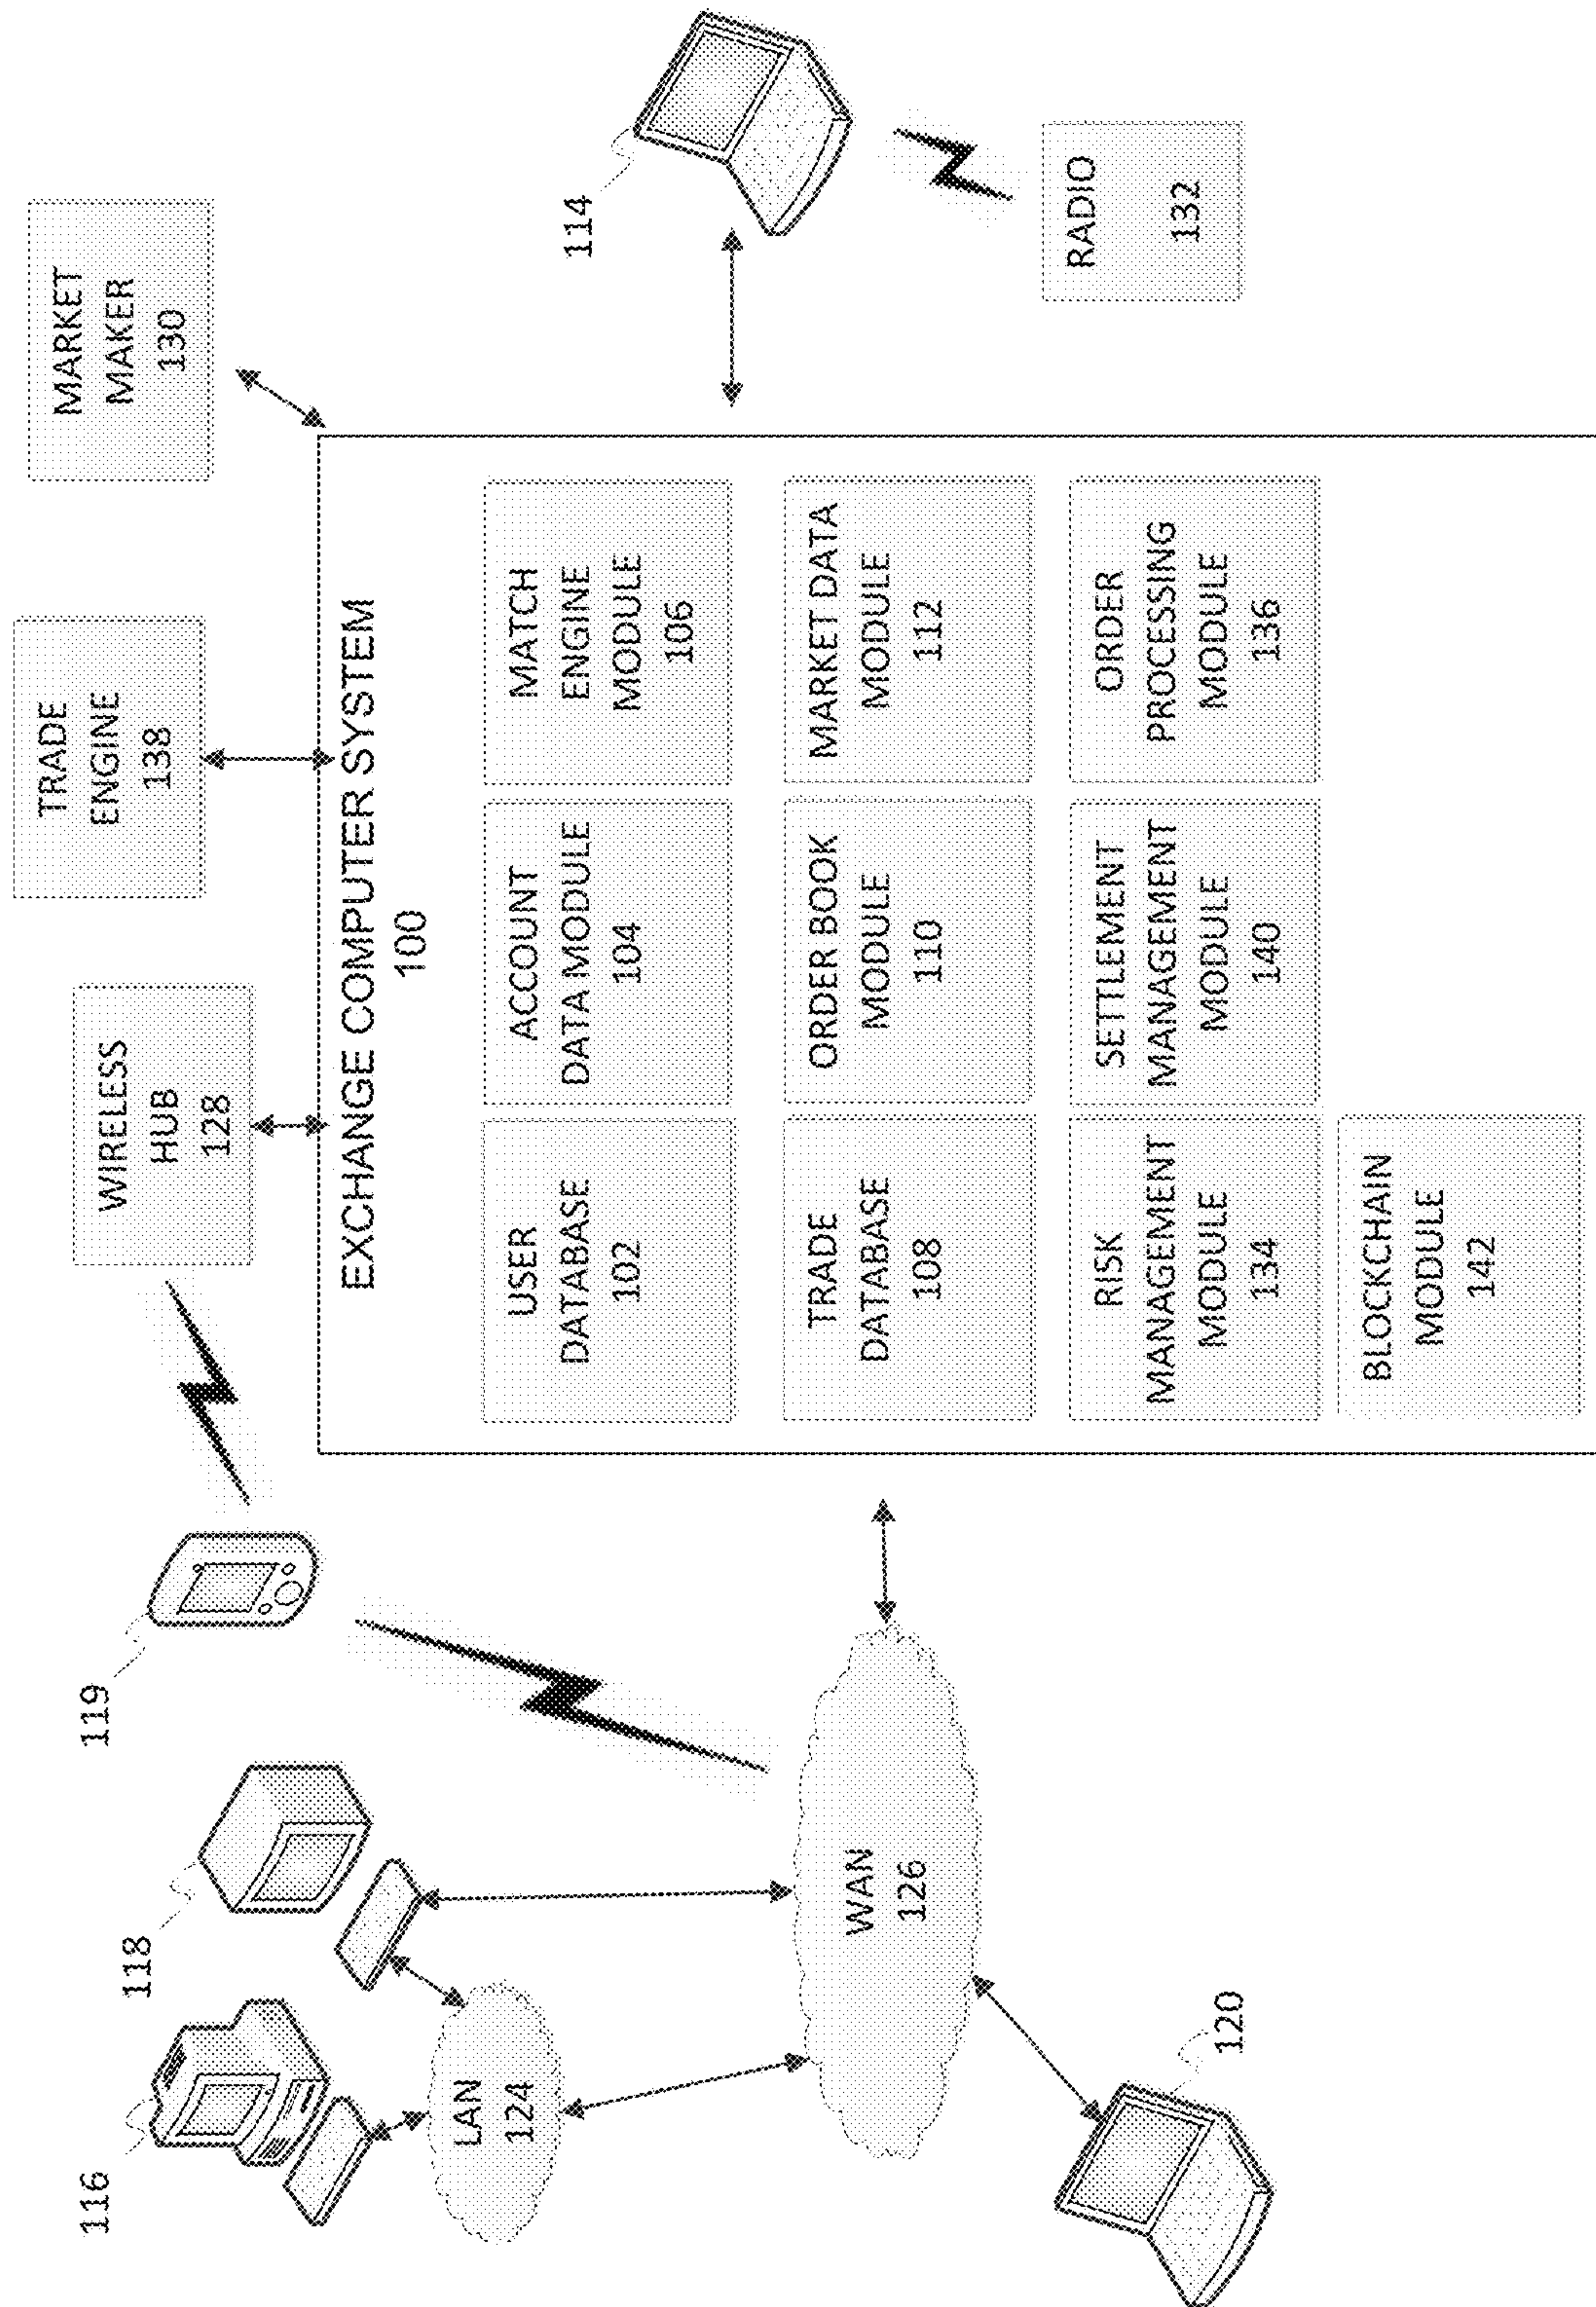 116
118
119
LAN
124
WAN
126
120
WIRELESS
HUB
128
TRADE
ENGINE
138
MARKET
MAKER
130
EXCHANGE COMPUTER SYSTEM
100
USER
DATABASE
102
ACCOUNT
DATA MODULE
104
MATCH
ENGINE
MODULE
106
TRADE
DATABASE
108
ORDER BOOK
MODULE
110
MARKET DATA
MODULE
112
RISK
MANAGEMENT
MODULE
134
SETTLEMENT
MANAGEMENT
MODULE
140
ORDER
PROCESSING
MODULE
136
BLOCKCHAIN
MODULE
142
114
RADIO
132